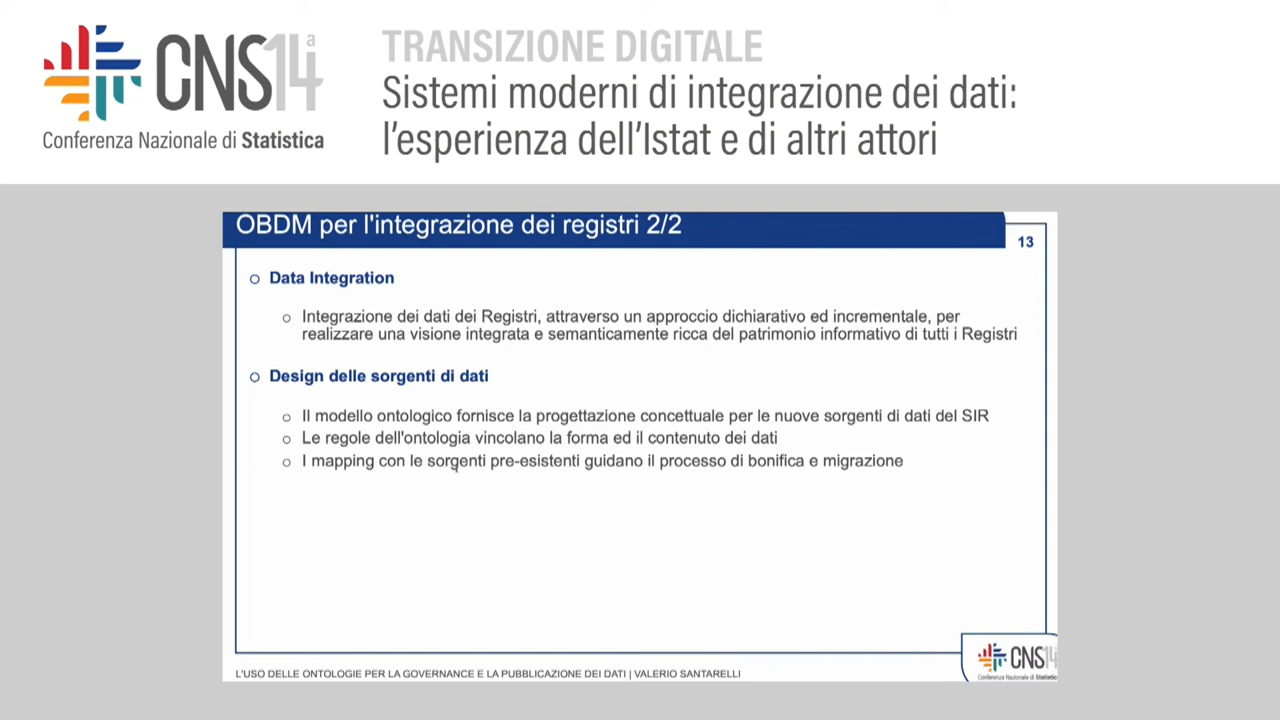 CNS14a
Conferenza Nazionale di Statistica
TRANSIZIONE DIGITALE
Sistemi moderni di integrazione dei dati:
l'esperienza dell'Istat e di altri attori
OBDM per l'integrazione dei registri 2/2
13
Data Integration
Integrazione dei dati dei Registri, attraverso un approccio dichiarativo ed incrementale, per
realizzare una visione integrata e semanticamente ricca del patrimonio informativo di tutti i Registri
Design delle sorgenti di dati
Il modello ontologico fornisce la progettazione concettuale per le nuove sorgenti di dati del SIR
Le regole dell'ontologia vincolano la forma ed il contenuto dei dati
I mapping con le sorgenti pre-esistenti guidano il processo di bonifica e migrazione
L'USO DELLE ONTOLOGIE PER LA GOVERNANCE E LA PUBBLICAZIONE DEI DATI | VALERIO SANTARELLI
CNS14
Conferenza Nazionale di Statistic